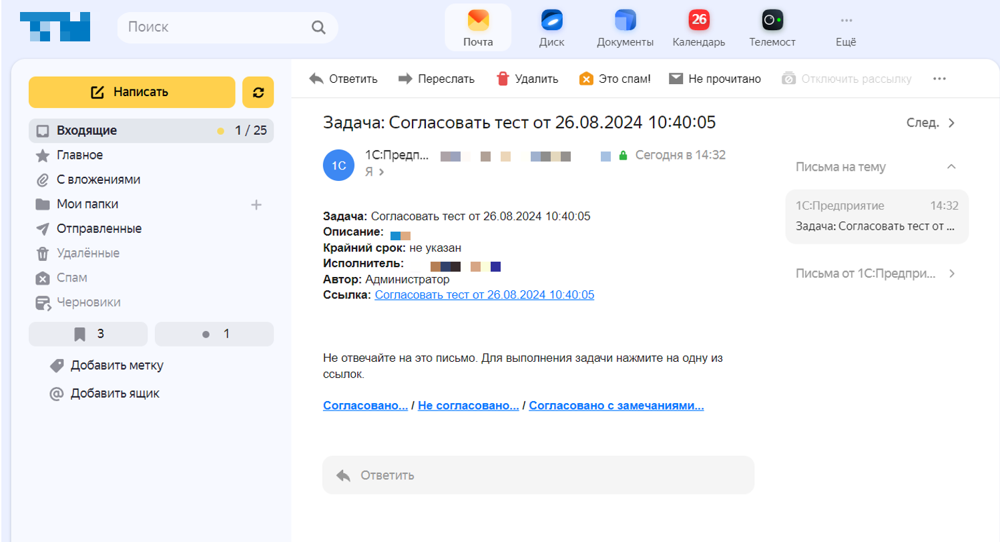 Поиск
Почта
Диск
Документы
26
Календарь
Телемост
Ещё
Написать
Входящие 1 / 25
Главное
С вложениями
Мои папки
Отправленные
Удалённые
Спам
Черновики
3
1
Добавить метку
Добавить ящик
Ответить Переслать Удалить Это спам! Не прочитано Отключить рассылку
Задача: Согласовать тест от 26.08.2024 10:40:05
След.
1С
1С:Предп... Сегодня в 14:32
Я
Задача: Согласовать тест от 26.08.2024 10:40:05
Описание:
Крайний срок: не указан
Исполнитель:
Автор: Администратор
Ссылка: Согласовать тест от 26.08.2024 10:40:05
Не отвечайте на это письмо. Для выполнения задачи нажмите на одну из
ссылок.
Согласовано... / Не согласовано... / Согласовано с замечаниями...
Ответить
Письма на тему
1С:Предприятие 14:32
Задача: Согласовать тест от ...
Письма от 1С:Предпри...